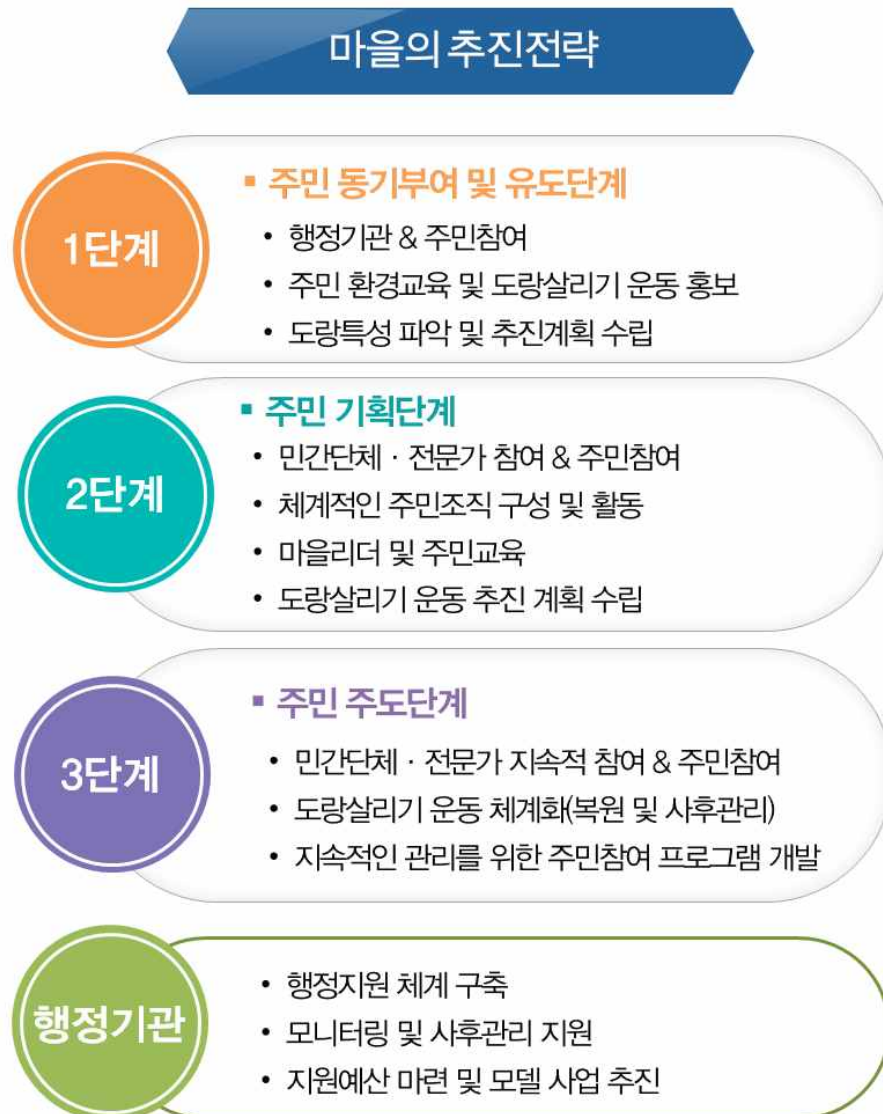 마을의 추진전략
1단계
▪ 주민 동기부여 및 유도단계
• 행정기관 & 주민참여
• 주민 환경교육 및 도랑살리기 운동 홍보
• 도랑특성 파악 및 추진계획 수립
2단계
▪ 주민 기획단계
• 민간단체 · 전문가 참여 & 주민참여
• 체계적인 주민조직 구성 및 활동
• 마을리더 및 주민교육
• 도랑살리기 운동 추진 계획 수립
3단계
▪ 주민 주도단계
• 민간단체 · 전문가 지속적 참여 & 주민참여
• 도랑살리기 운동 체계화(복원 및 사후관리)
• 지속적인 관리를 위한 주민참여 프로그램 개발
행정기관
• 행정지원 체계 구축
• 모니터링 및 사후관리 지원
• 지원예산 마련 및 모델 사업 추진